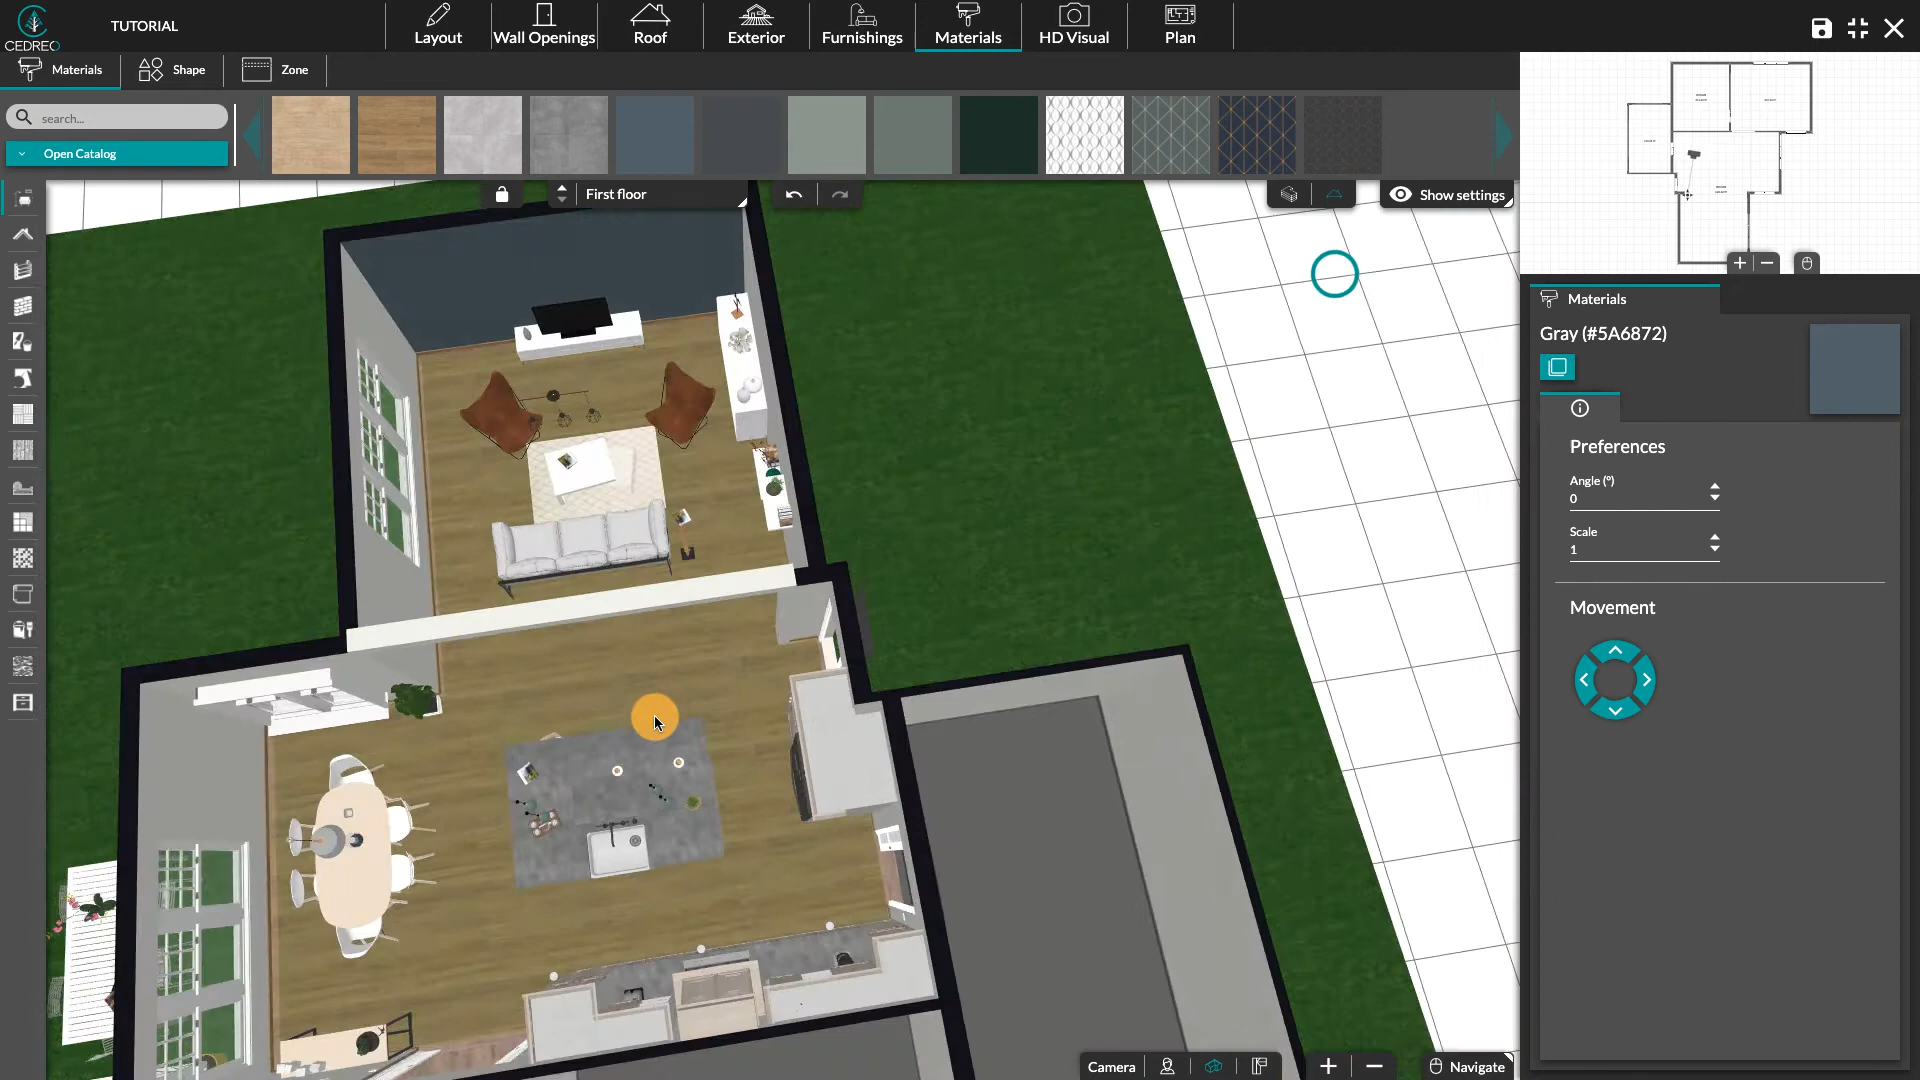 CEDREO
TUTORIAL
Layout
Wall Openings
Roof
Exterior
Furnishings
Materials
HD Visual
Plan
Materials
Shape
Zone
search...
Open Catalog
First floor
Show settings
Materials
Gray (#5A6872)
Preferences
Angle (º)
0
Scale
1
Movement
Camera
Navigate